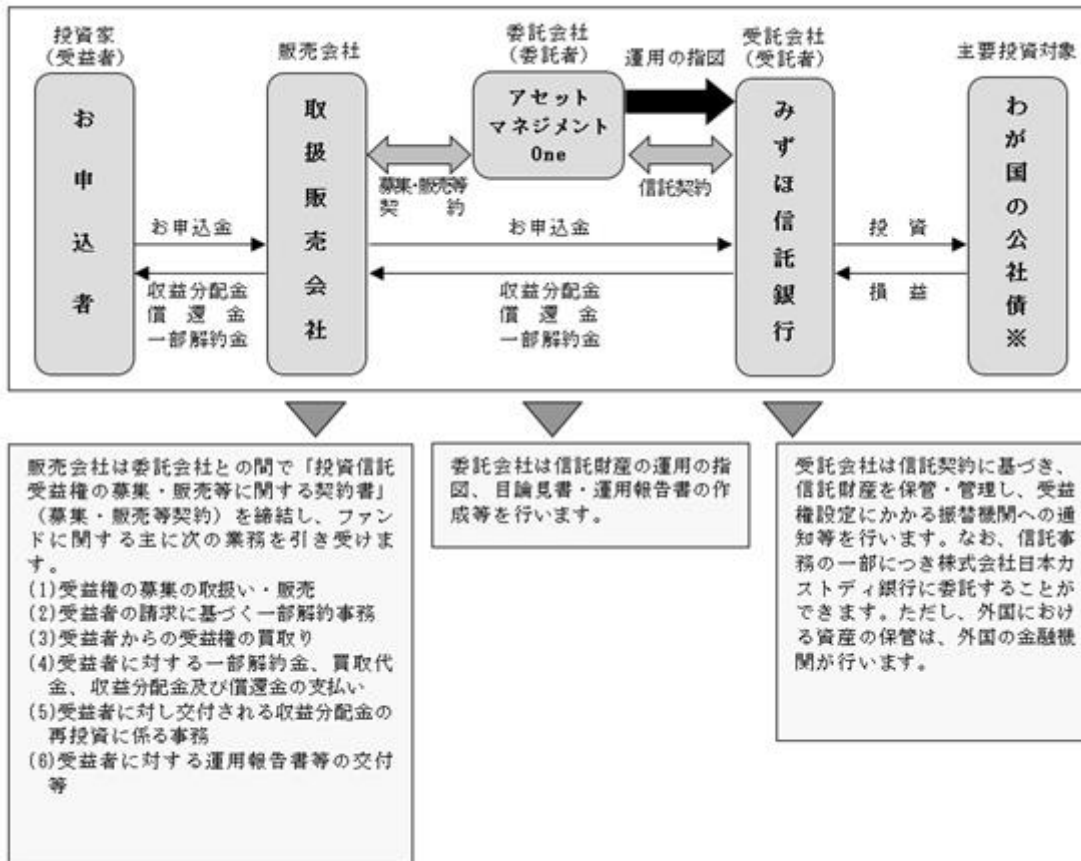 投資家
（受益者）
販売会社
委託会社
（委託者）
運用の指図
受託会社
（受託者）
主要投資対象
お申込者
取扱販売会社
アセット
マネジメント
One
みずほ信託銀行
わが国の公社債※
募集・販売等
契約
信託契約
お申込金
お申込金
投資
収益分配金
償還金
一部解約金
収益分配金
償還金
一部解約金
損益
販売会社は委託会社との間で「投資信託
受益権の募集・販売等に関する契約書」
（募集・販売等契約）を締結し、ファン
ドに関する主に次の業務を引き受けま
す。
(1)受益権の募集の取扱い・販売
(2)受益者の請求に基づく一部解約事務
(3)受益者からの受益権の買取り
(4)受益者に対する一部解約金、買取代
金、収益分配金及び償還金の支払い
(5)受益者に対し交付される収益分配金の
再投資に係る事務
(6)受益者に対する運用報告書等の交付
等
委託会社は信託財産の運用の指
図、目論見書・運用報告書の作
成等を行います。
受託会社は信託契約に基づき、
信託財産を保管・管理し、受益
権設定にかかる振替機関への通
知等を行います。なお、信託事
務の一部につき株式会社日本カ
ストディ銀行に委託することが
できます。ただし、外国におけ
る資産の保管は、外国の金融機
関が行います。